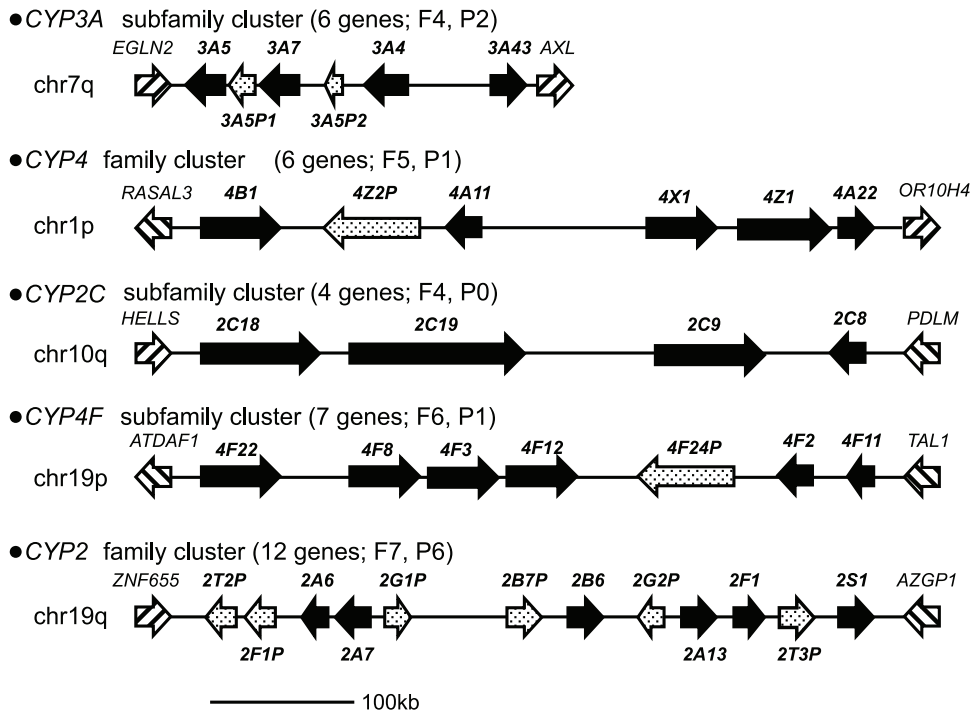 ●CYP3A subfamily cluster (6 genes; F4, P2)
EGLN2 3A5 3A7 3A4 3A43 AXL
chr7q
3A5P1 3A5P2
●CYP4 family cluster (6 genes; F5, P1)
RASAL3 4B1 4Z2P 4A11 4X1 4Z1 4A22 OR10H4
chr1p
●CYP2C subfamily cluster (4 genes; F4, P0)
HELLS 2C18 2C19 2C9 2C8 PDLM
chr10q
●CYP4F subfamily cluster (7 genes; F6, P1)
ATDAF1 4F22 4F8 4F3 4F12 4F24P 4F2 4F11 TAL1
chr19p
●CYP2 family cluster (12 genes; F7, P6)
ZNF655 2T2P 2A6 2G1P 2B7P 2B6 2G2P 2F1 2S1 AZGP1
chr19q
2F1P 2A7 2A13 2T3P
100kb